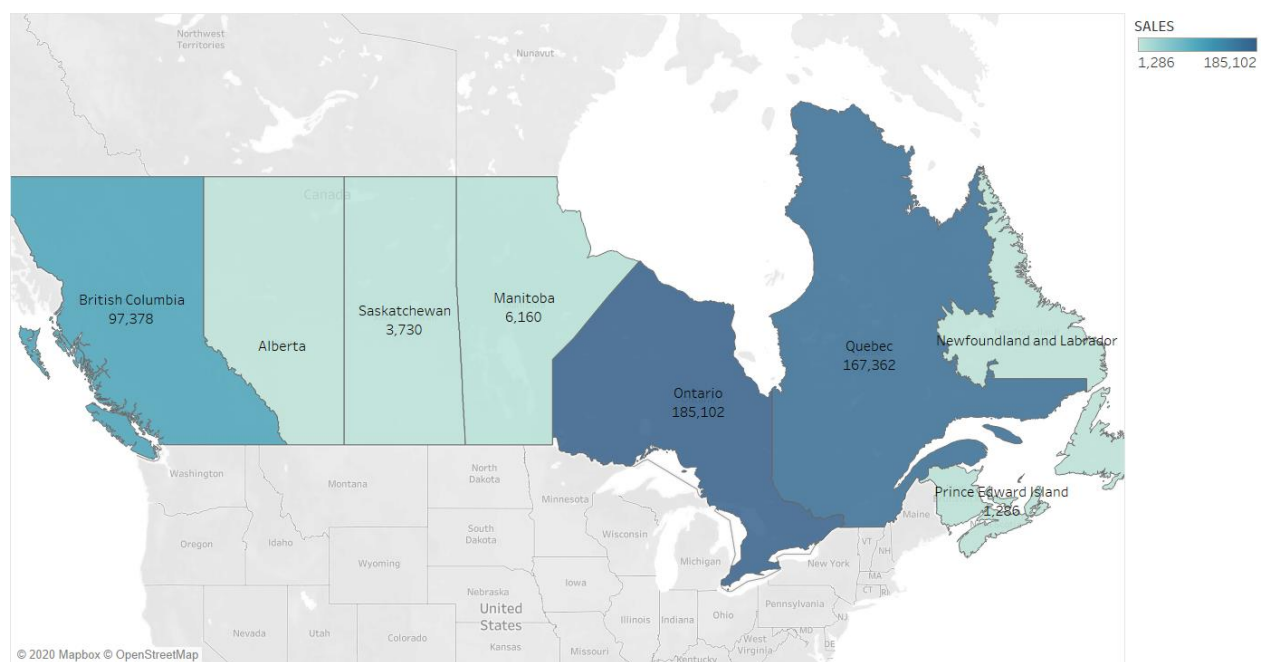 SALES
1,286 185,102
Northwest
Territories
Nunavut
Canada
British Columbia
97,378
Alberta
Saskatchewan
3,730
Manitoba
6,160
Ontario
185,102
Quebec
167,362
Newfoundland and Labrador
Prince Edward Island
1,286
Washington
Montana
North
Dakota
Minnesota
Oregon
Idaho
South
Dakota
Wisconsin
Michigan
Maine
VT
NH
New York
MA
CT
RI
Wyoming
Iowa
Nebraska
Pennsylvania
NJ
Nevada
Utah
Colorado
United
States
Kansas
Missouri
Illinois
Indiana
Ohio
West
Virginia
MD
DE
Kentucky
© 2020 Mapbox © OpenStreetMap